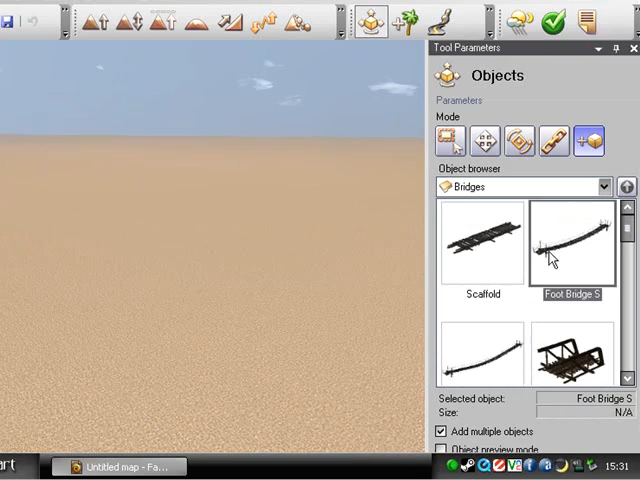 Tool Parameters
Objects
Parameters
Mode
Object browser
Bridges
Scaffold
Foot Bridge S
Selected object: Foot Bridge S
Size: N/A
Add multiple objects
Object preview mode
art
Untitled map - Fa...
15:31